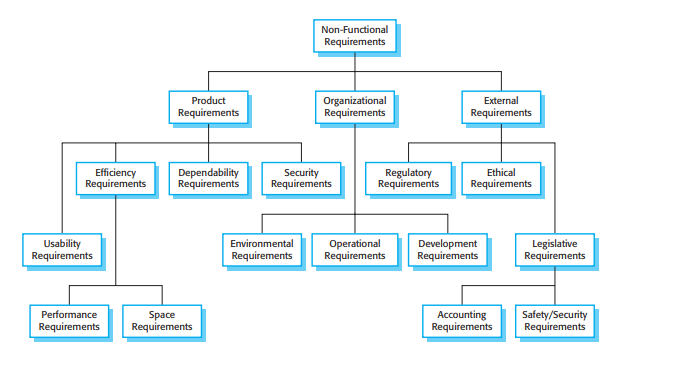 Non-Functional
Requirements
Product
Requirements
Organizational
Requirements
External
Requirements
Efficiency
Requirements
Dependability
Requirements
Security
Requirements
Regulatory
Requirements
Ethical
Requirements
Usability
Requirements
Environmental
Requirements
Operational
Requirements
Development
Requirements
Legislative
Requirements
Performance
Requirements
Space
Requirements
Accounting
Requirements
Safety/Security
Requirements